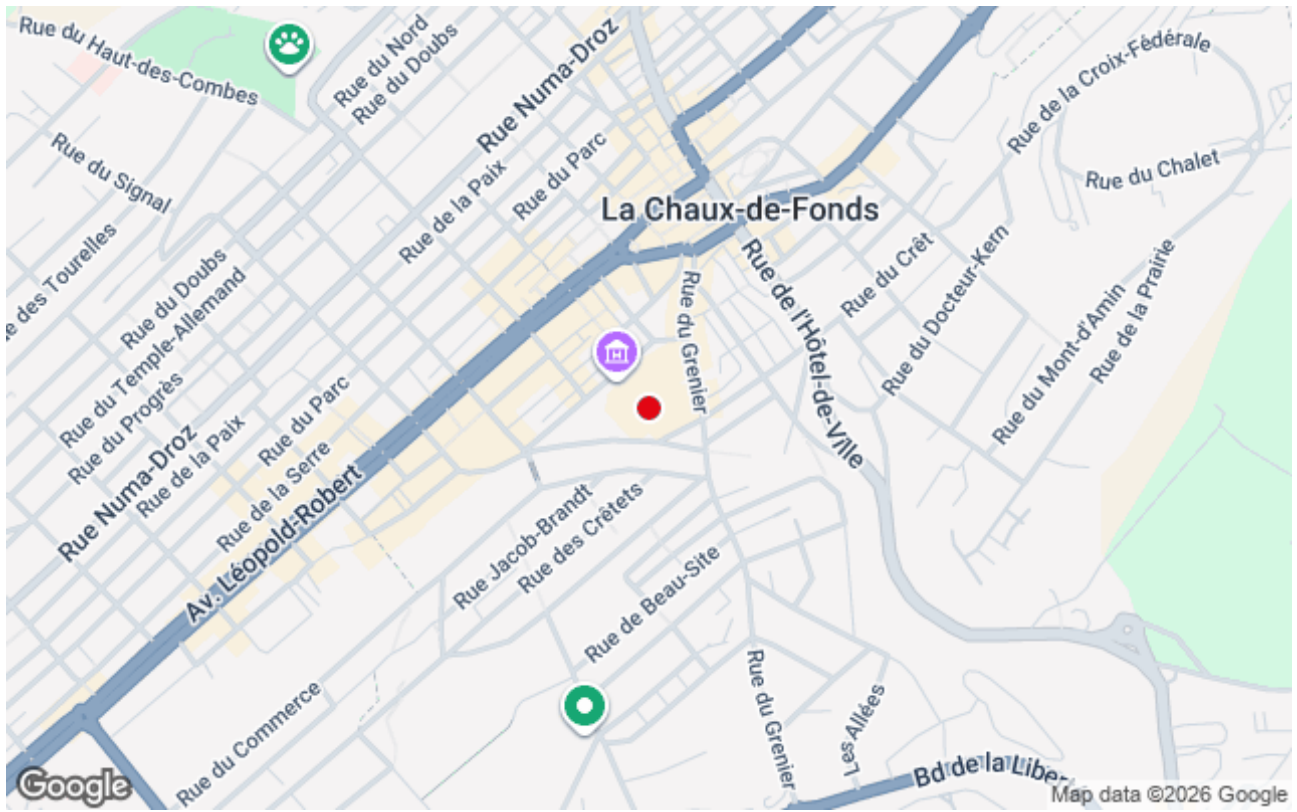 Rue du Haut-des-Combes
Rue du Nord
Rue du Doubs
Rue Numa-Droz
Rue de la Croix-Fédérale
Rue du Signal
Rue de la Paix
Rue du Parc
Rue du Chalet
La Chaux-de-Fonds
e des Tourelles
Rue du Doubs
Rue du Temple-Allemand
Rue du Progrès
Rue Numa-Droz
Rue de la Paix
Rue du Parc
Rue de la Serre
Av. Léopold-Robert
Rue du Grenier
Rue de l'Hôtel-de-Ville
Rue du Crêt
Rue du Docteur-Kern
Rue du Mont-d'Amin
Rue de la Prairie
Rue Jacob-Brandt
Rue des Crêtets
Rue de Beau-Site
Rue du Commerce
Rue du Grenier
Les Allées
Bd de la Liber
Google
Map data ©2026 Google